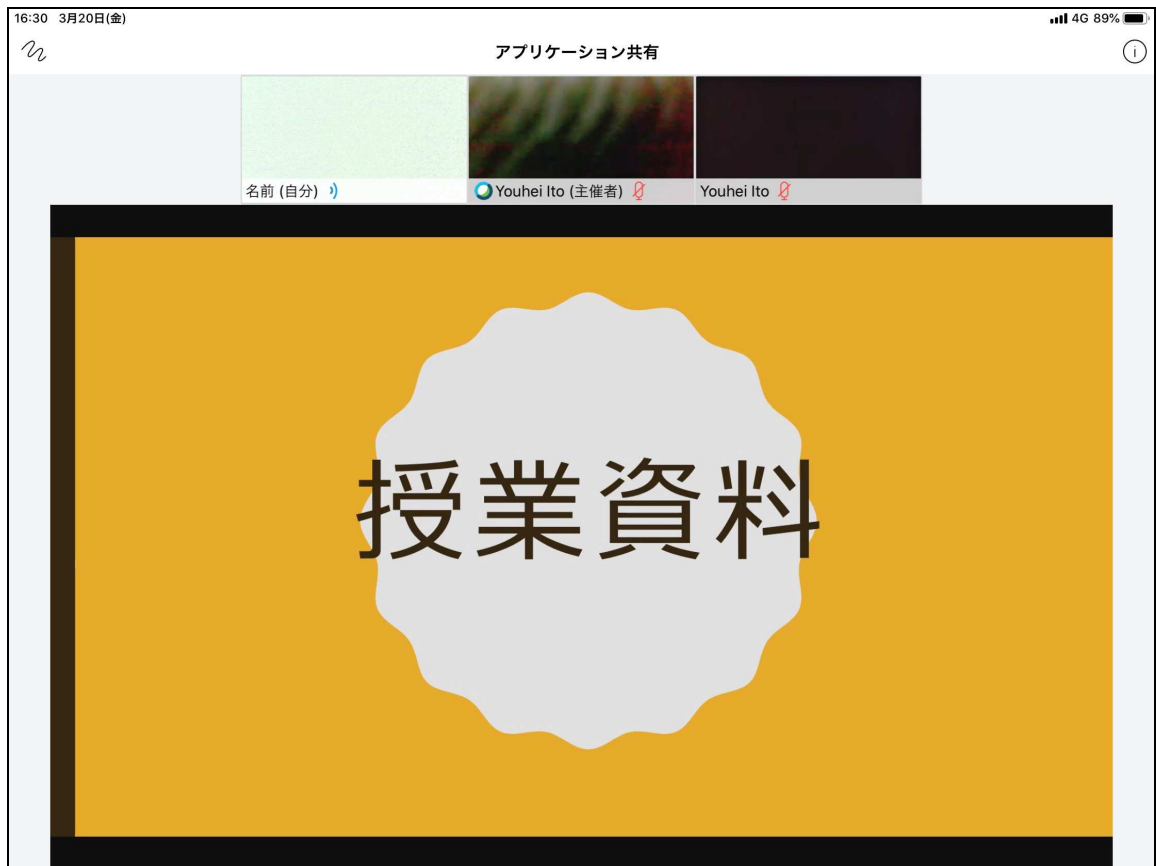 16:30 3月20日(金)
4G 89%
アプリケーション共有
名前 (自分)
Youhei Ito (主催者)
Youhei Ito
授業資料